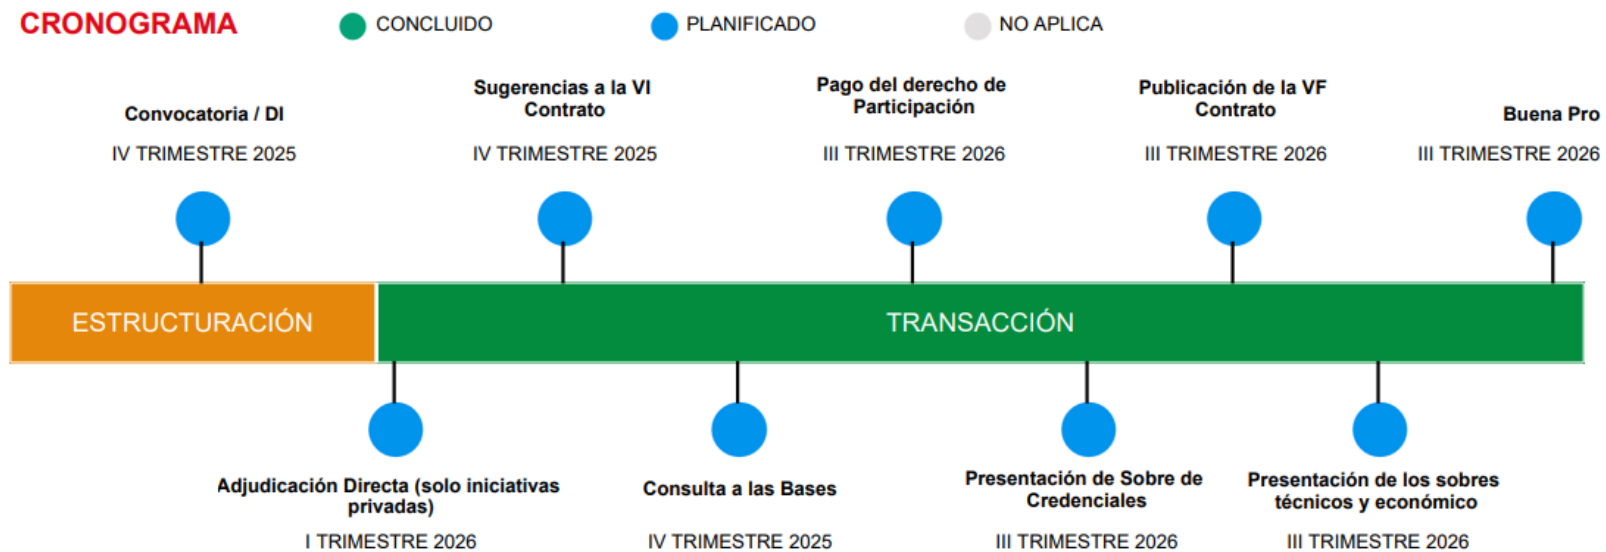 CRONOGRAMA
CONCLUIDO
PLANIFICADO
NO APLICA
Convocatoria / DI
IV TRIMESTRE 2025
Sugerencias a la VI
Contrato
IV TRIMESTRE 2025
Pago del derecho de
Participación
III TRIMESTRE 2026
Publicación de la VF
Contrato
III TRIMESTRE 2026
Buena Pro
III TRIMESTRE 2026
ESTRUCTURACIÓN
TRANSACCIÓN
Adjudicación Directa (solo iniciativas
privadas)
I TRIMESTRE 2026
Consulta a las Bases
IV TRIMESTRE 2025
Presentación de Sobre de
Credenciales
III TRIMESTRE 2026
Presentación de los sobres
técnicos y económico
III TRIMESTRE 2026